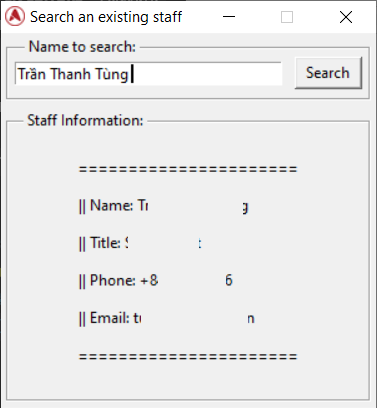 Search an existing staff
Name to search:
Trần Thanh Tùng
Search
Staff Information:
=======================
|| Name:
|| Title:
|| Phone: +8 6
|| Email:
=======================